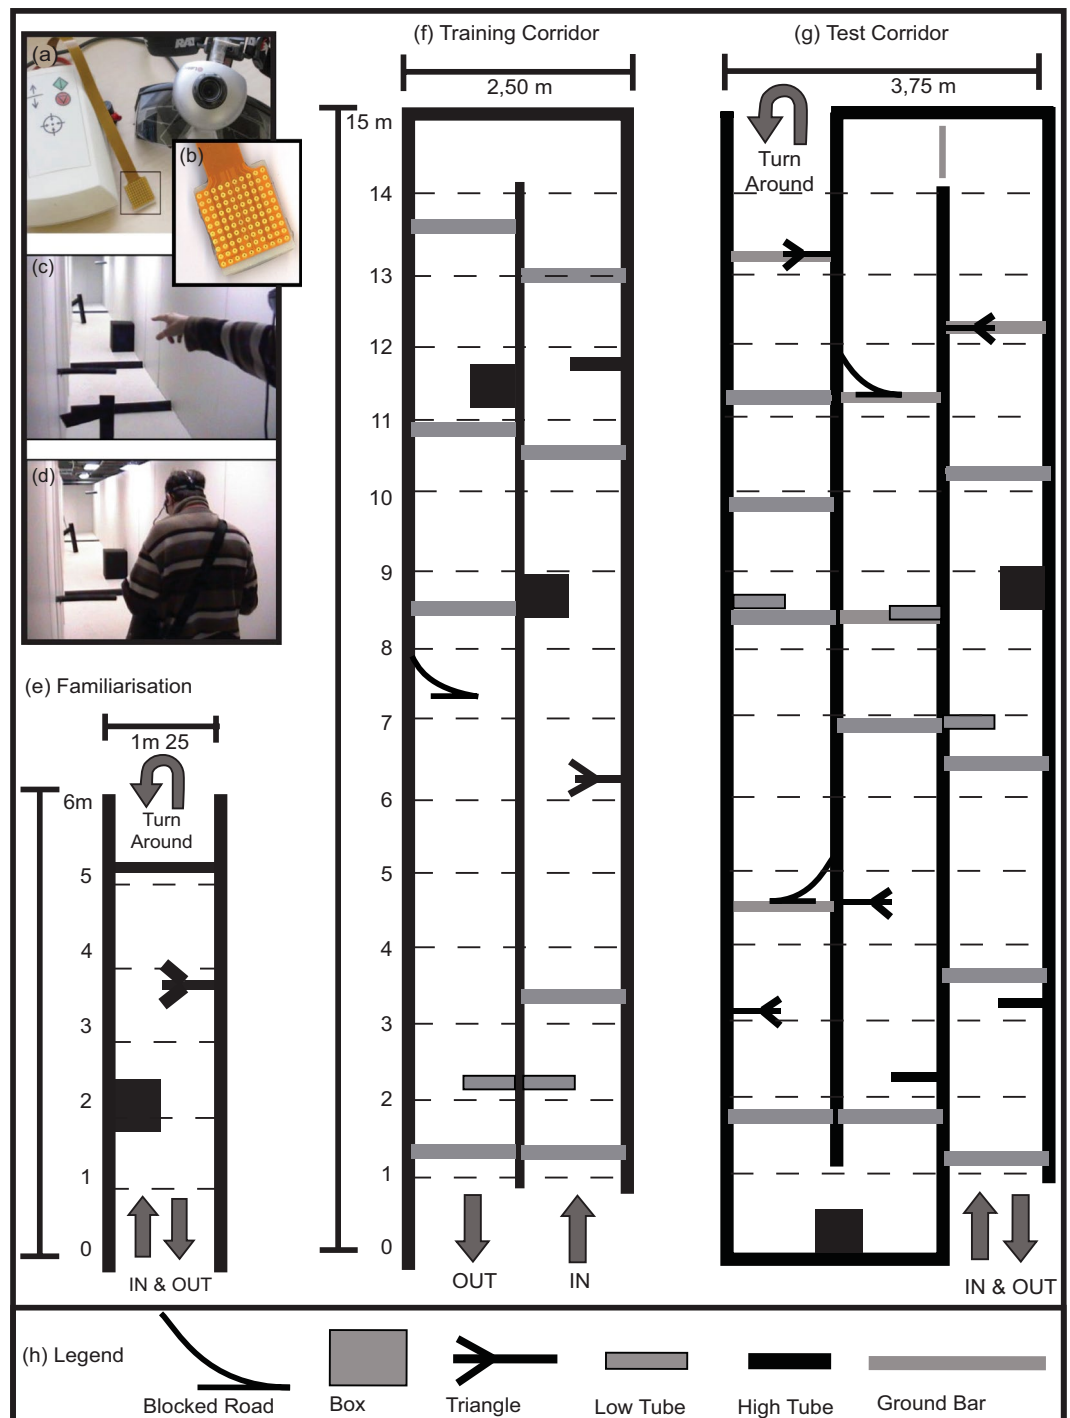 (a)
(b)
(c)
(d)
(e) Familiarisation
1m 25
6m
Turn
Around
5
4
3
2
1
0
IN & OUT
(f) Training Corridor
2,50 m
15 m
14
13
12
11
10
9
8
7
6
5
4
3
2
1
0
OUT
IN
(g) Test Corridor
3,75 m
Turn
Around
IN & OUT
(h) Legend
Blocked Road
Box
Triangle
Low Tube
High Tube
Ground Bar